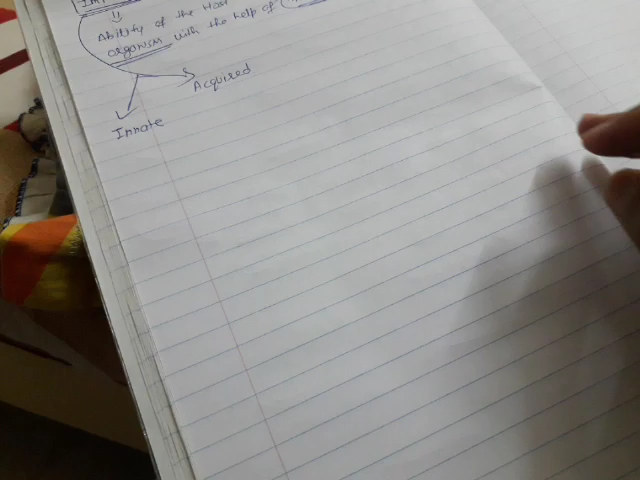 Ability of the Host
organism with the help of
Acquired
Innate